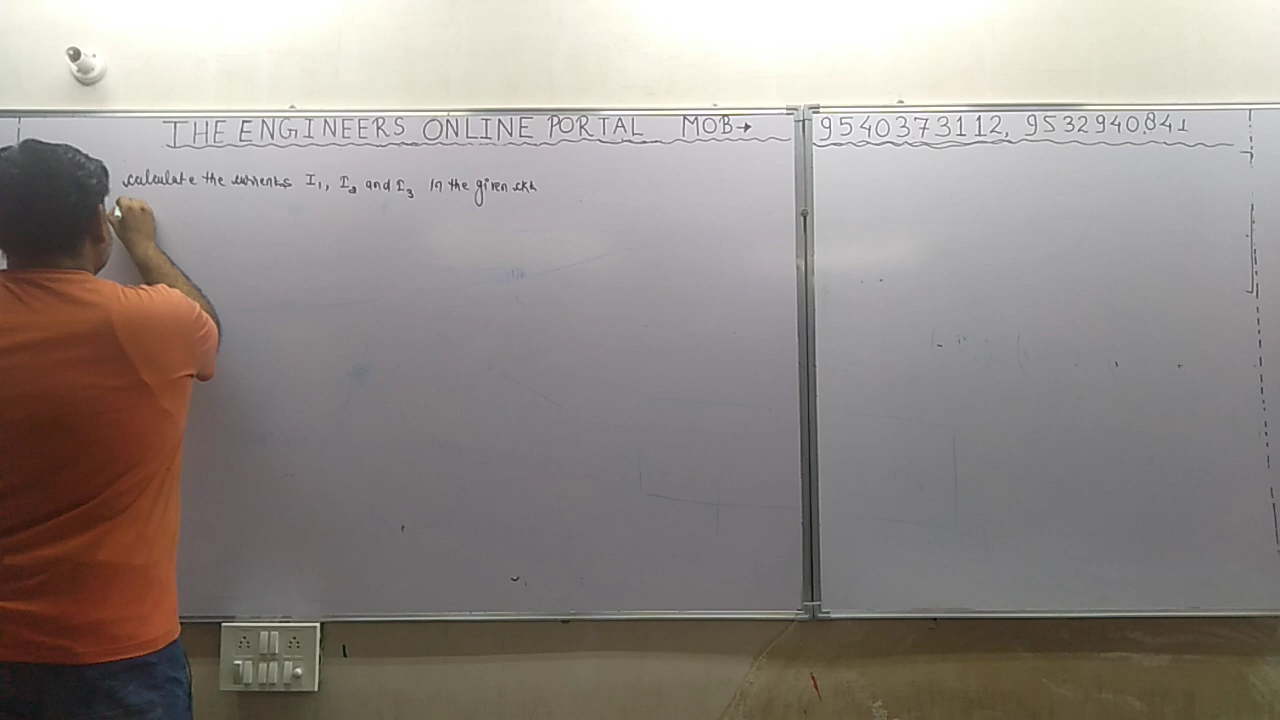 THE ENGINEERS ONLINE PORTAL MOB→ 9540373112, 9532940841
calculate the currents I₁, I₂ and I₃ in the given ckt